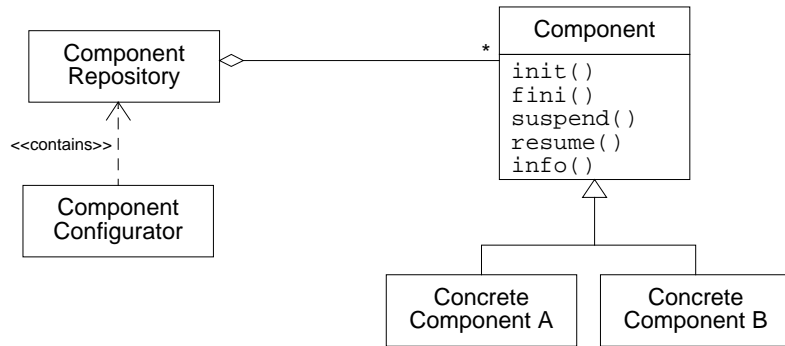 Component
Repository
*
Component
init()
fini()
suspend()
resume()
info()
<<contains>>
Component
Configurator
Concrete
Component A
Concrete
Component B